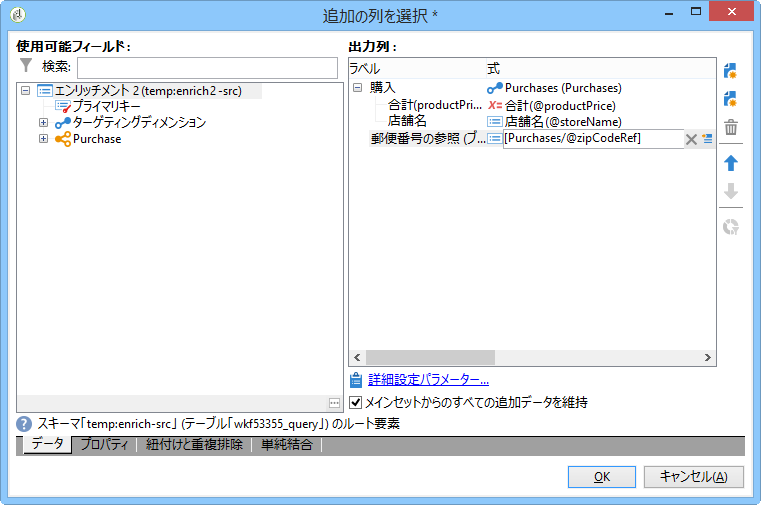 追加の列を選択 *
使用可能フィールド:
検索:
エンリッチメント 2 (temp:enrich2 -src)
プライマリキー
ターゲティングディメンション
Purchase
出力列:
ラベル 式
購入 Purchases (Purchases)
合計(productPri... 合計(@productPrice)
店舗名 店舗名(@storeName)
郵便番号の参照 (プ... [Purchases/@zipCodeRef]
詳細設定パラメーター...
メインセットからのすべての追加データを維持
スキーマ「temp:enrich-src」 (テーブル「wkf53355_query」) のルート要素
データ プロパティ 紐付けと重複排除 単純結合
OK キャンセル(A)